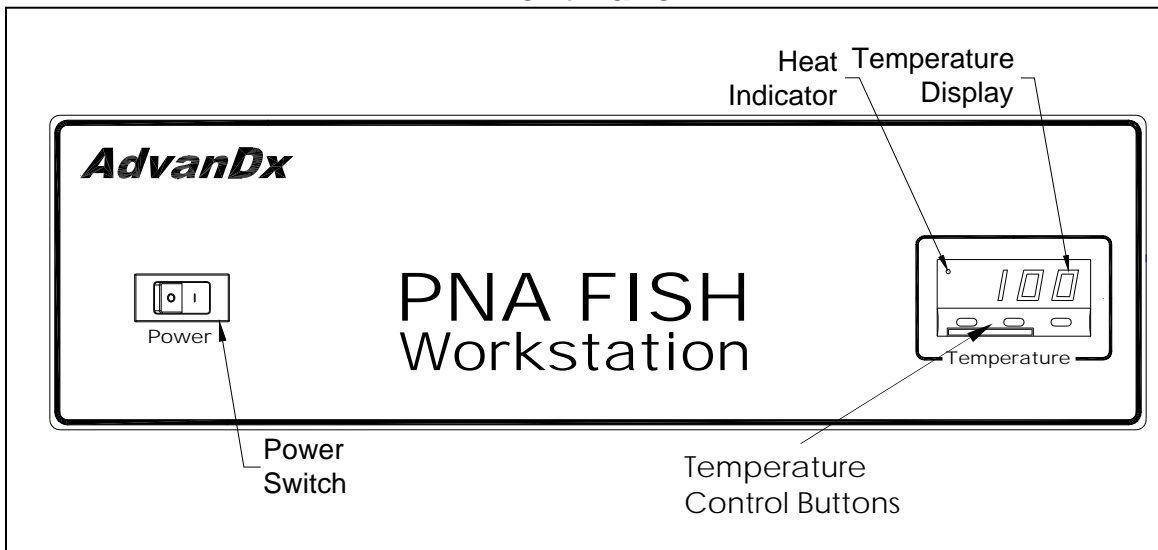 Heat Indicator
Temperature Display
AdvanDx
100
O I
Power
PNA FISH
Workstation
Temperature
Power
Switch
Temperature
Control Buttons